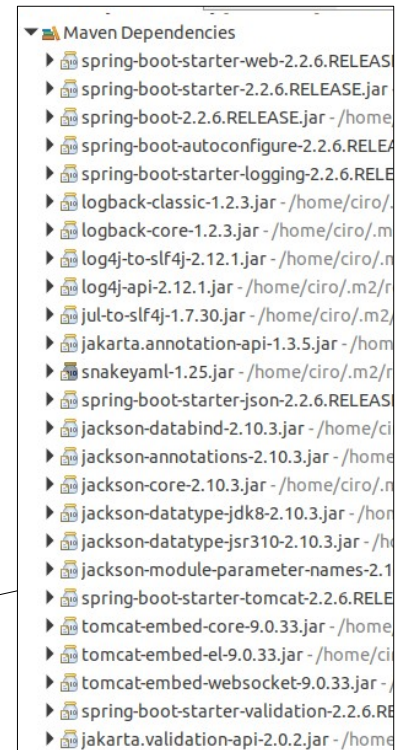 Maven Dependencies
spring-boot-starter-web-2.2.6.RELEAS
spring-boot-starter-2.2.6.RELEASE.jar -
spring-boot-2.2.6.RELEASE.jar - /home,
spring-boot-autoconfigure-2.2.6.RELEA
spring-boot-starter-logging-2.2.6.RELE
logback-classic-1.2.3.jar - /home/ciro/.
logback-core-1.2.3.jar - /home/ciro/.m
log4j-to-slf4j-2.12.1.jar - /home/ciro/.m
log4j-api-2.12.1.jar - /home/ciro/.m2/r
jul-to-slf4j-1.7.30.jar - /home/ciro/.m2/
jakarta.annotation-api-1.3.5.jar - /hom
snakeyaml-1.25.jar - /home/ciro/.m2/r
spring-boot-starter-json-2.2.6.RELEAS
jackson-databind-2.10.3.jar - /home/ci
jackson-annotations-2.10.3.jar - /home
jackson-core-2.10.3.jar - /home/ciro/.m
jackson-datatype-jdk8-2.10.3.jar - /hon
jackson-datatype-jsr310-2.10.3.jar - /ho
jackson-module-parameter-names-2.1
spring-boot-starter-tomcat-2.2.6.RELE
tomcat-embed-core-9.0.33.jar - /home,
tomcat-embed-el-9.0.33.jar - /home/ci
tomcat-embed-websocket-9.0.33.jar - /
spring-boot-starter-validation-2.2.6.RE
jakarta.validation-api-2.0.2.jar - /home